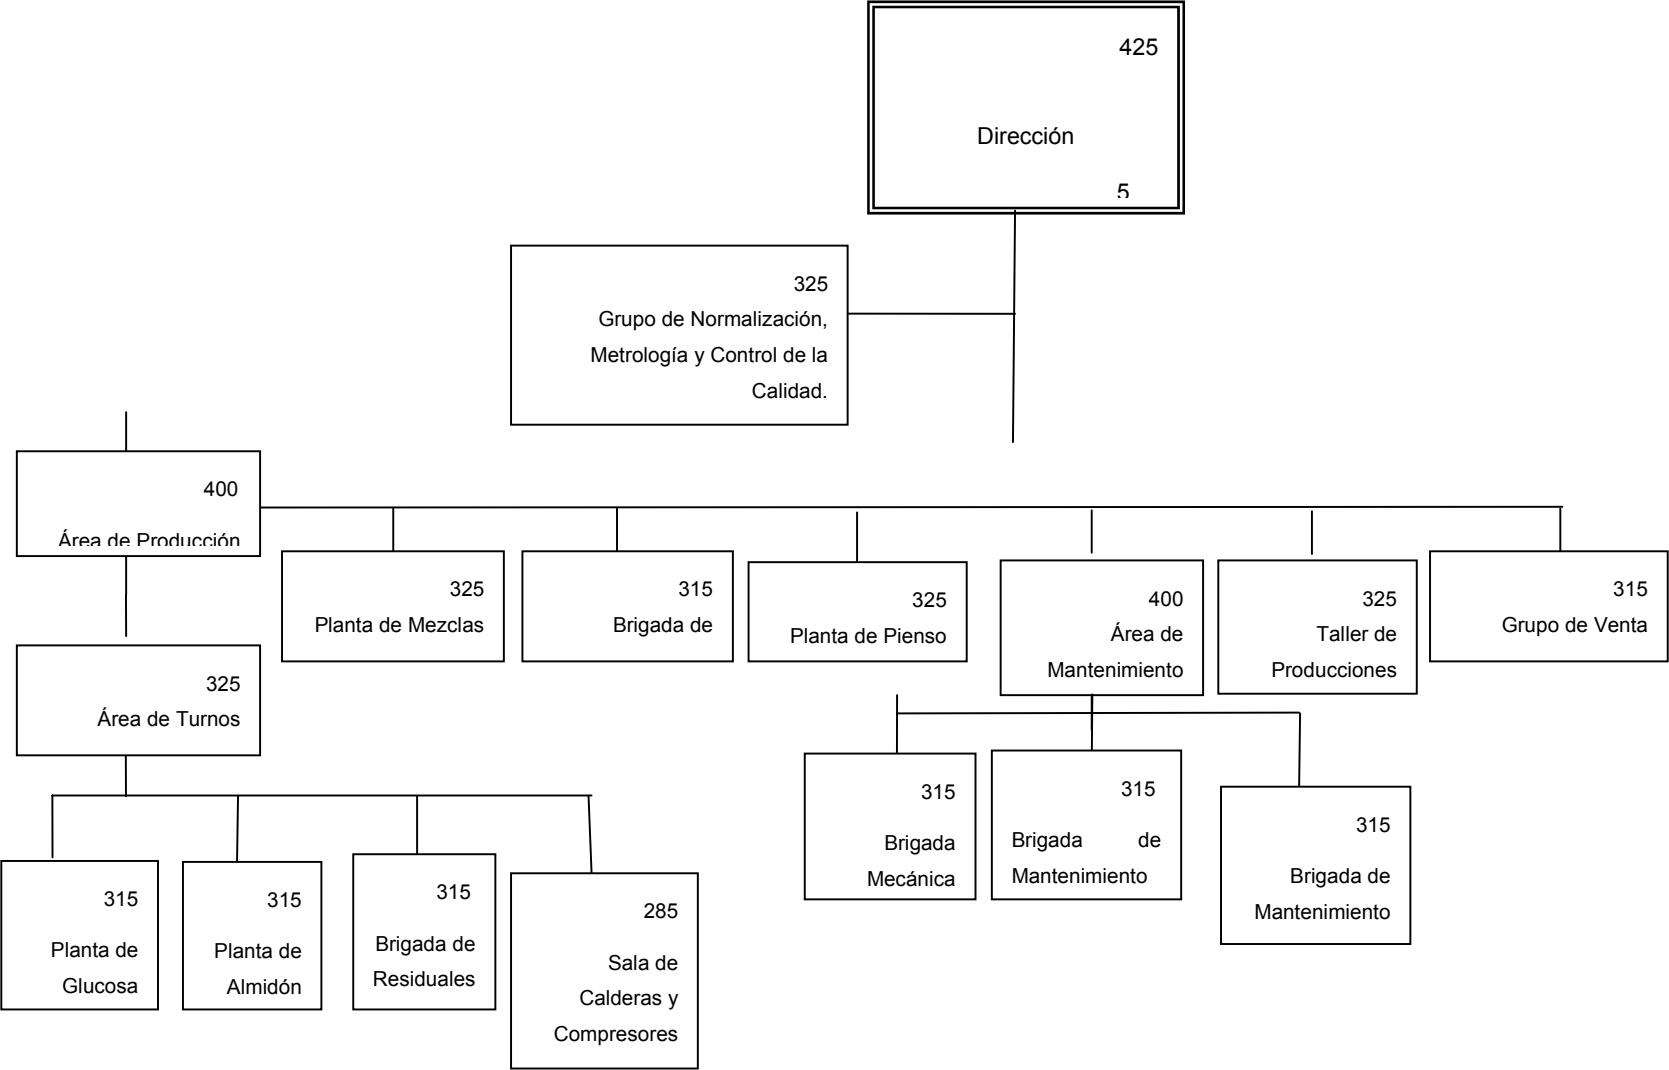 425
Dirección
5
325
Grupo de Normalización,
Metrología y Control de la
Calidad.
400
Área de Producción
325
Planta de Mezclas
315
Brigada de
325
Planta de Pienso
400
Área de
Mantenimiento
325
Taller de
Producciones
315
Grupo de Venta
325
Área de Turnos
315
Brigada
Mecánica
315
Brigada de
Mantenimiento
315
Brigada de
Mantenimiento
315
Planta de
Glucosa
315
Planta de
Almidón
315
Brigada de
Residuales
285
Sala de
Calderas y
Compresores